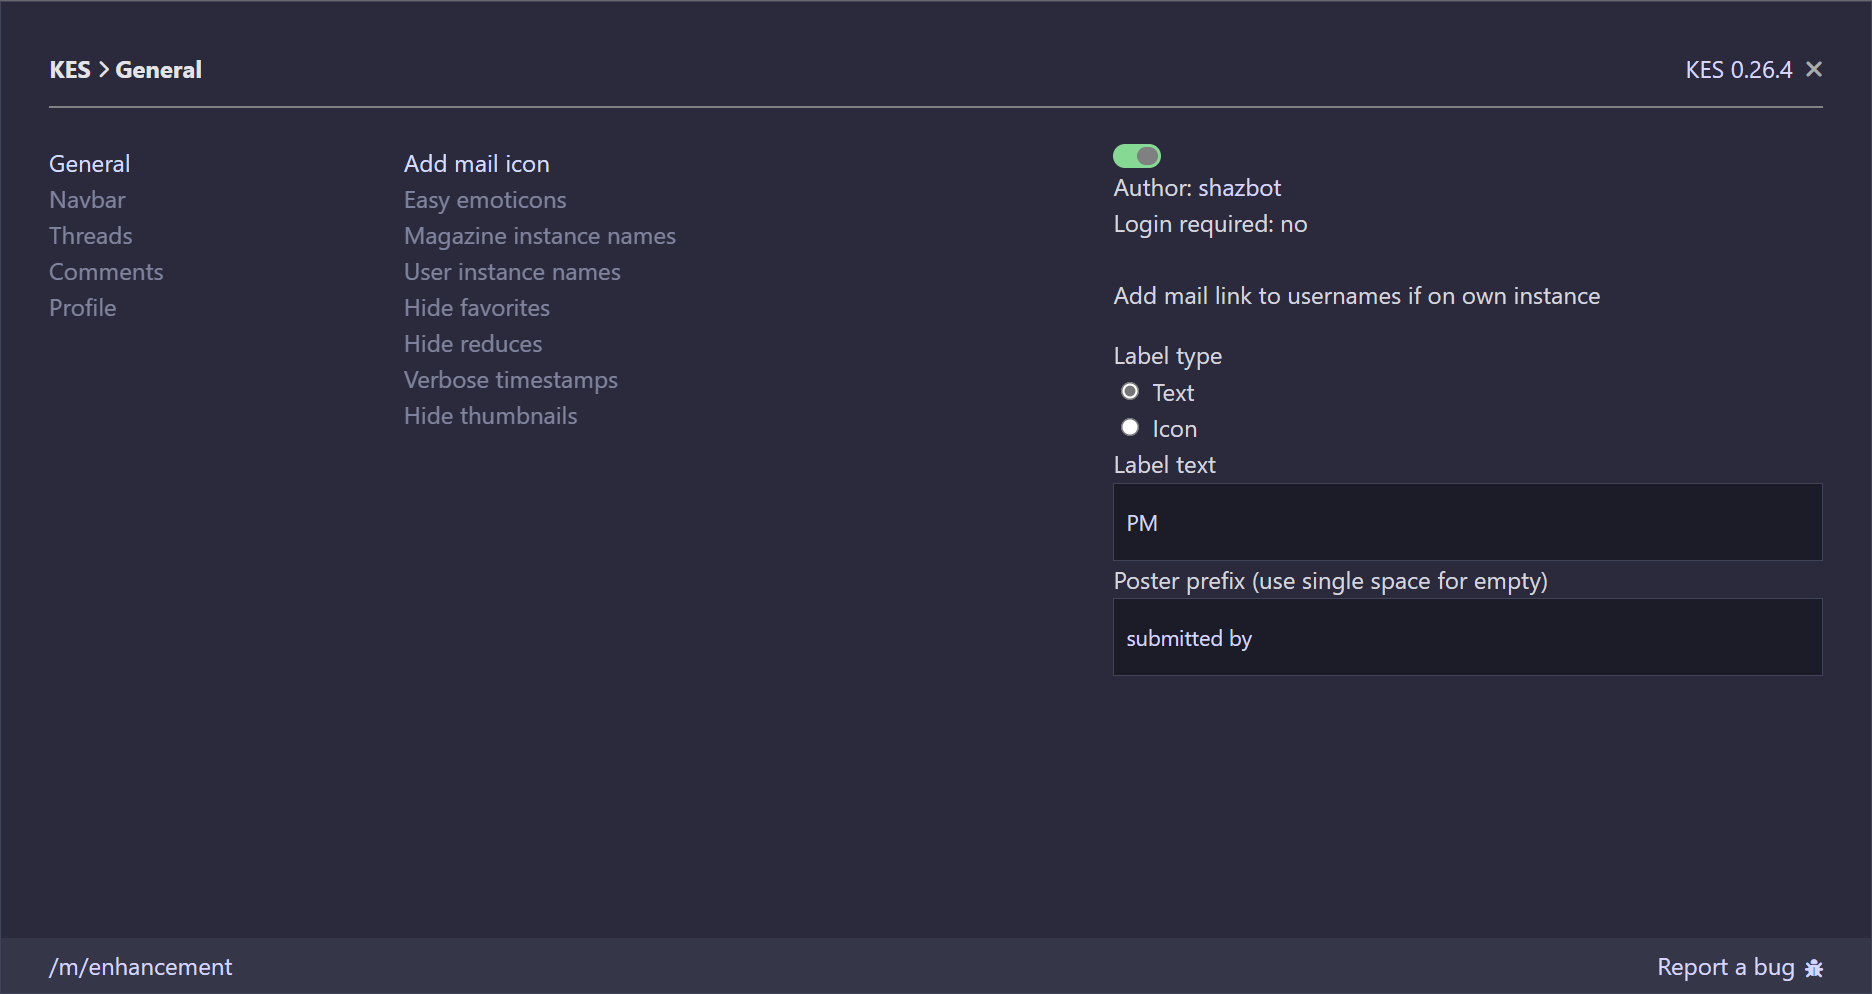 KES > General
KES 0.26.4 ×
General
Navbar
Threads
Comments
Profile
Add mail icon
Easy emoticons
Magazine instance names
User instance names
Hide favorites
Hide reduces
Verbose timestamps
Hide thumbnails
Author: shazbot
Login required: no
Add mail link to usernames if on own instance
Label type
Text
Icon
Label text
PM
Poster prefix (use single space for empty)
submitted by
/m/enhancement
Report a bug